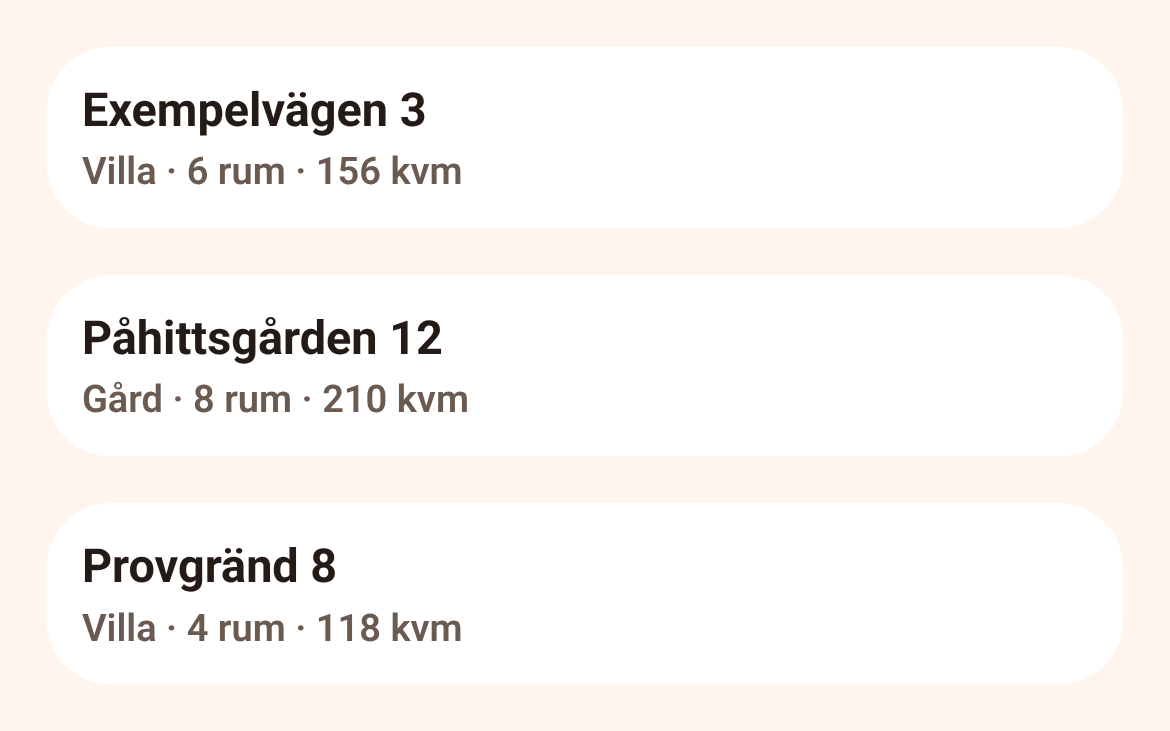 Exempelvägen 3
Villa · 6 rum · 156 kvm
Påhittsgården 12
Gård · 8 rum · 210 kvm
Provgränd 8
Villa · 4 rum · 118 kvm